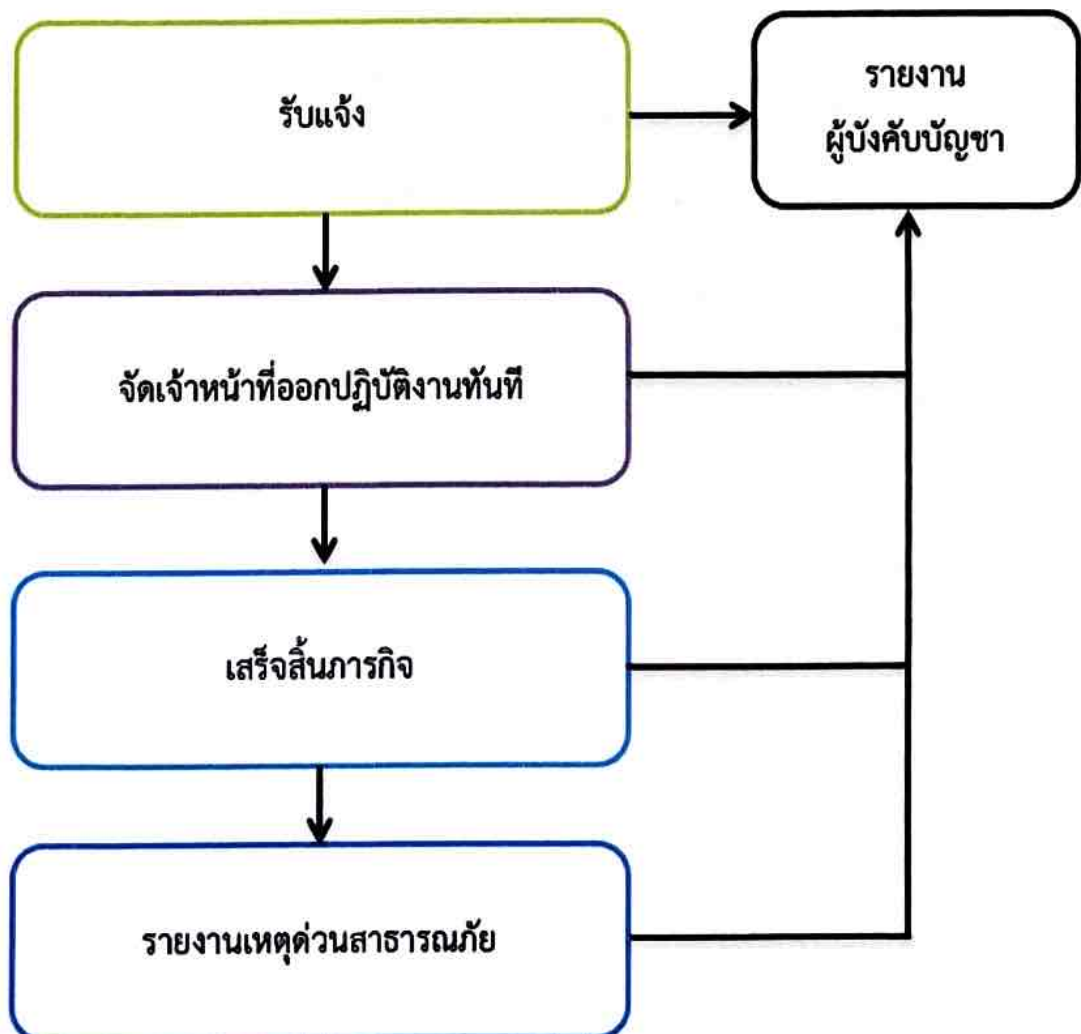 รับแจ้ง
รายงาน
ผู้บังคับบัญชา
จัดเจ้าหน้าที่ออกปฏิบัติงานทันที
เสร็จสิ้นภารกิจ
รายงานเหตุด่วนสาธารณภัย